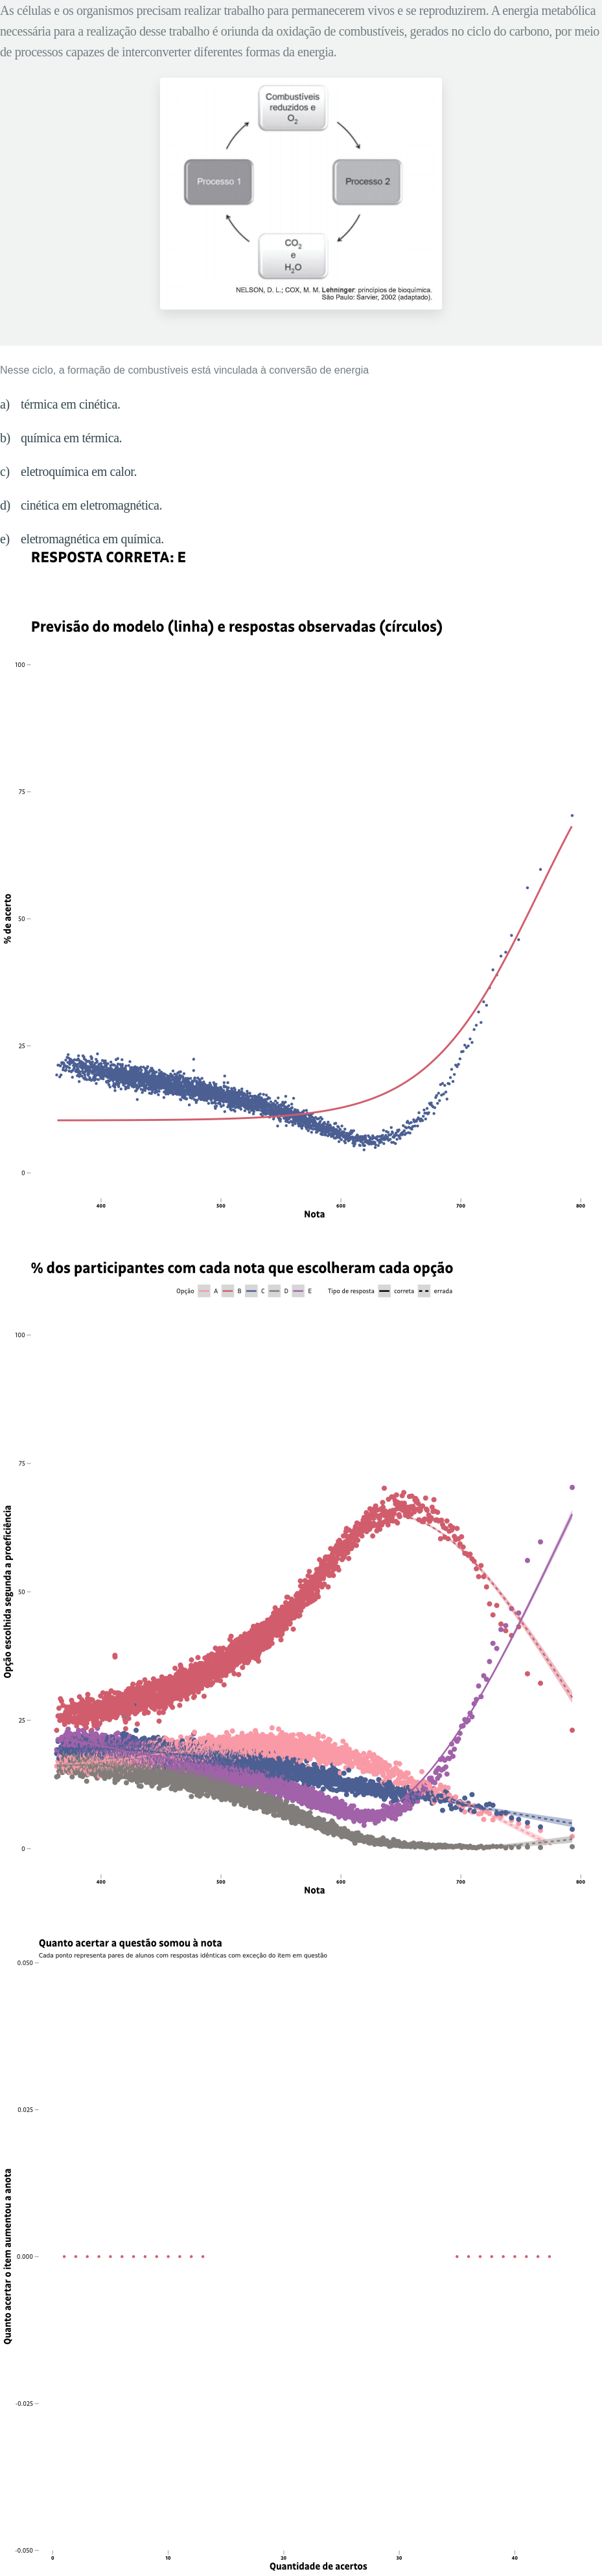 As células e os organismos precisam realizar trabalho para permanecerem vivos e se reproduzirem. A energia metabólica
necessária para a realização desse trabalho é oriunda da oxidação de combustíveis, gerados no ciclo do carbono, por meio
de processos capazes de interconverter diferentes formas da energia.
Combustíveis
reduzidos e
O2
Processo 1
Processo 2
CO2
e
H2O
NELSON, D. L.; COX, M. M. Lehninger: princípios de bioquímica.
São Paulo: Sarvier, 2002 (adaptado).
Nesse ciclo, a formação de combustíveis está vinculada à conversão de energia
a) térmica em cinética.
b) química em térmica.
c) eletroquímica em calor.
d) cinética em eletromagnética.
e) eletromagnética em química.
RESPOSTA CORRETA: E
Previsão do modelo (linha) e respostas observadas (círculos)
100
75
50
25
0
% de acerto
400 500 600 700 800
Nota
% dos participantes com cada nota que escolheram cada opção
Opção A B C D E Tipo de resposta correta errada
100
75
50
25
0
Opção escolhida segunda a proeficiência
400 500 600 700 800
Nota
Quanto acertar a questão somou à nota
Cada ponto representa pares de alunos com respostas idênticas com exceção do item em questão
0.050
0.025
0.000
-0.025
-0.050
Quanto acertar o item aumentou a anota
0 10 20 30 40
Quantidade de acertos